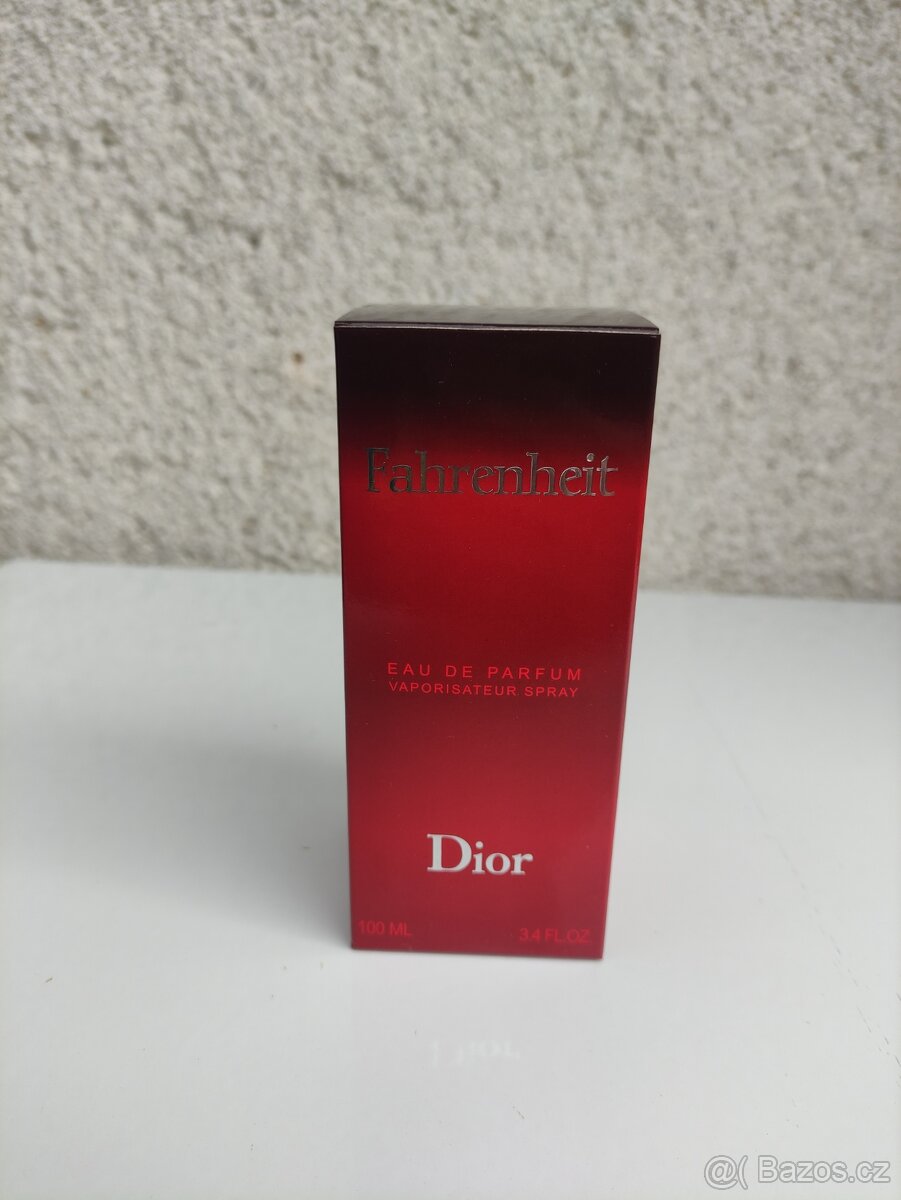 Fahrenheit
EAU DE PARFUM
VAPORISATEUR SPRAY
Dior
100 ML 3.4 FL.OZ.
@( Bazos.cz